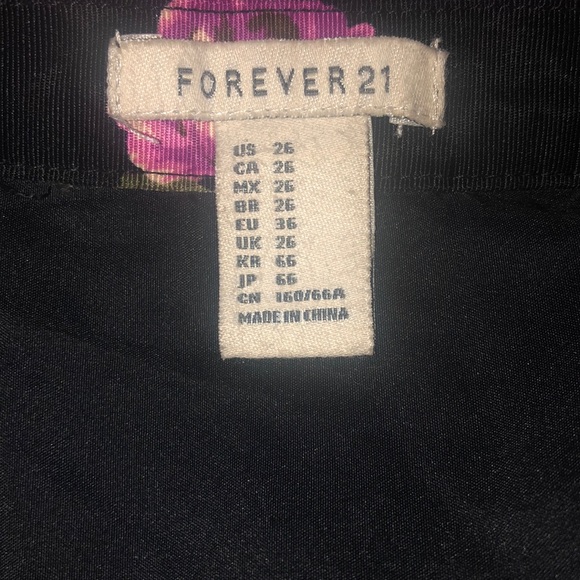 FOREVER 21
US 26
CA 26
MX 26
BR 26
EU 36
UK 26
KR 66
JP 66
CN 160/66A
MADE IN CHINA